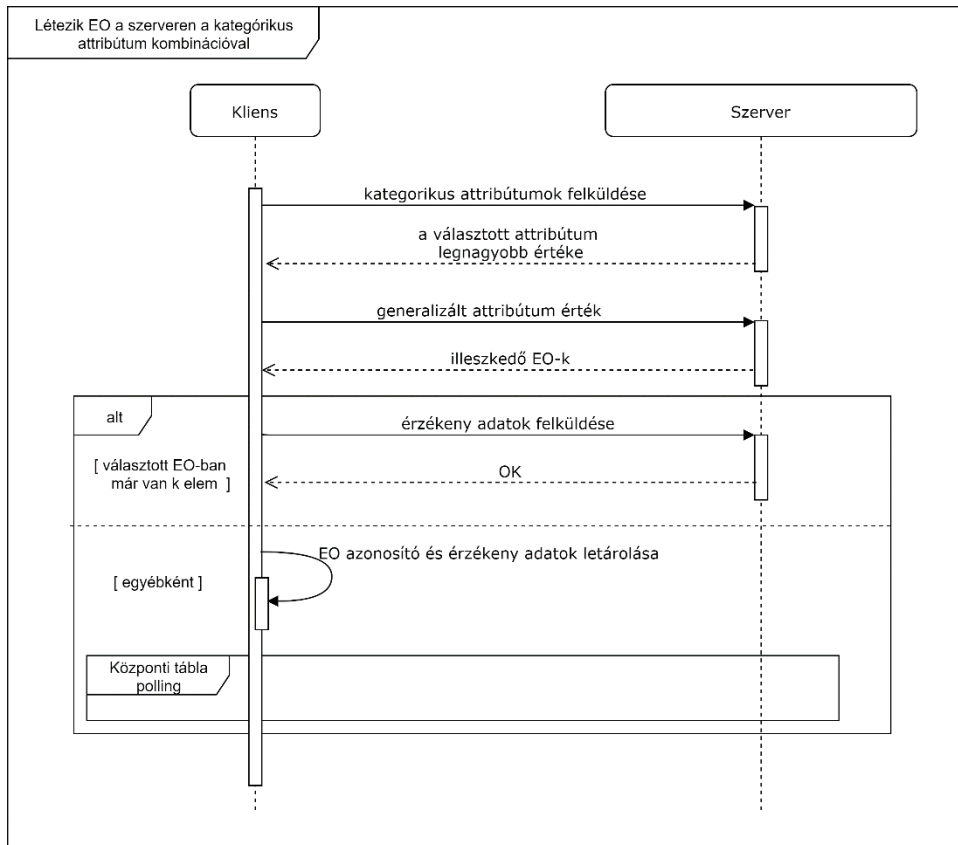 Létezik EO a szerveren a kategórikus
attribútum kombinációval
Kliens
Szerver
kategorikus attribútumok felküldése
a választott attribútum
legnagyobb értéke
generalizált attribútum érték
illeszkedő EO-k
alt
érzékeny adatok felküldése
[ választott EO-ban
már van k elem ]
OK
EO azonosító és érzékeny adatok letárolása
[ egyébként ]
Központi tábla
polling